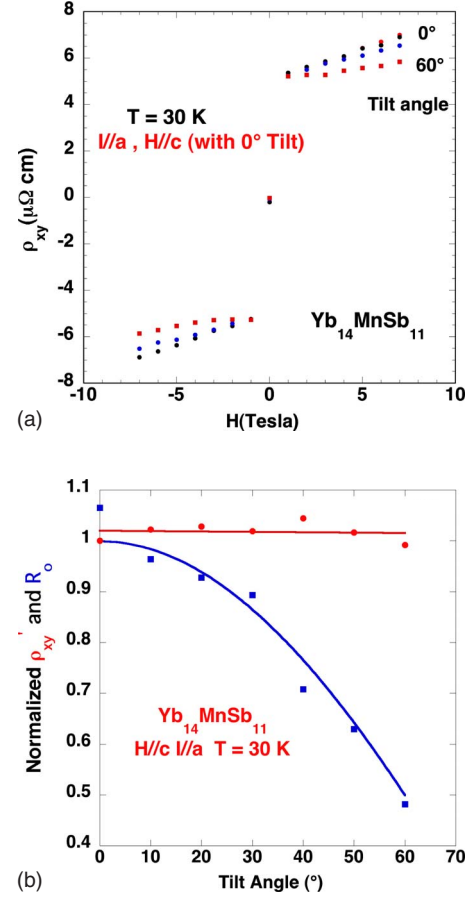 8
6
4
2
0
-2
-4
-6
-8
ρxy(μΩ cm)
0°
60°
Tilt angle
T = 30 K
I//a , H//c (with 0° Tilt)
Yb14MnSb11
-10 -5 0 5 10
H(Tesla)
(a)
1.1
1
0.9
0.8
0.7
0.6
0.5
0.4
Normalized ρxy' and Ro
Yb14MnSb11
H//c I//a T = 30 K
0 10 20 30 40 50 60 70
Tilt Angle (°)
(b)